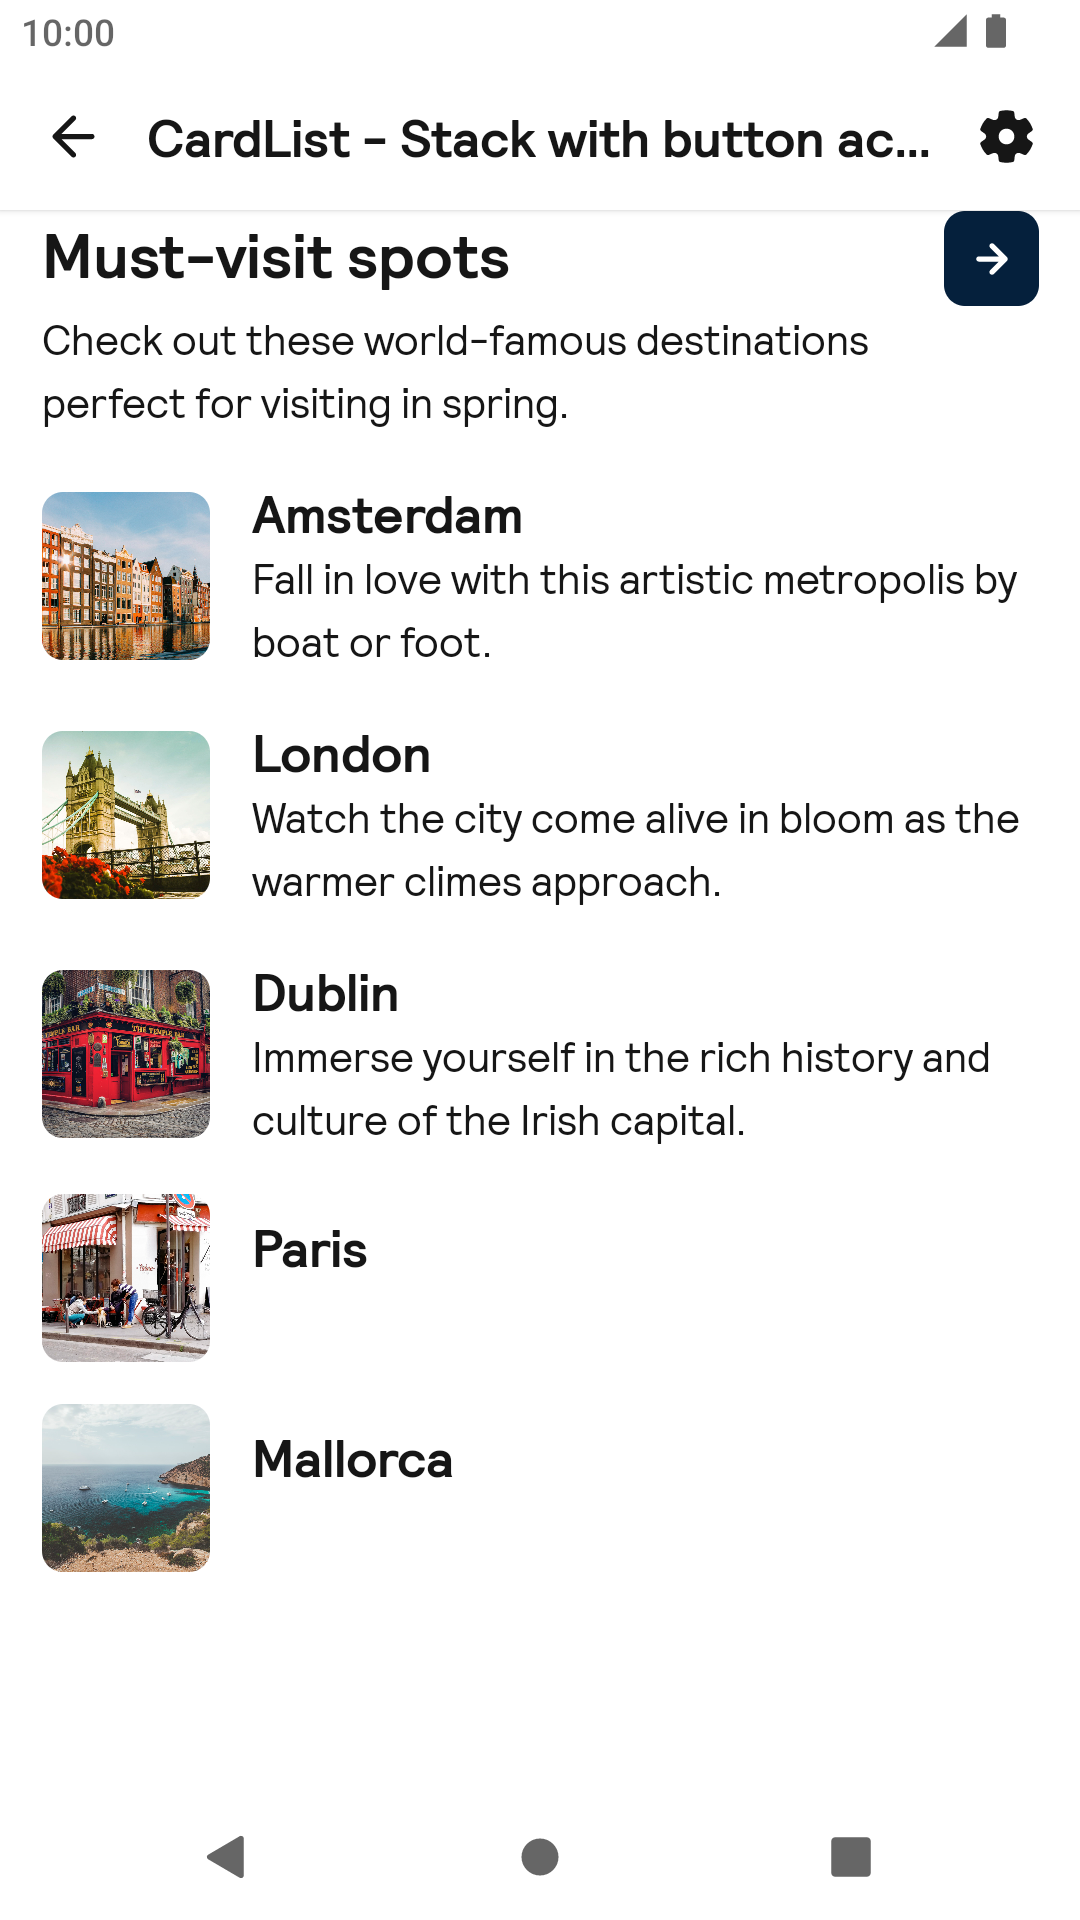 10:00
CardList - Stack with button ac...
Must-visit spots
Check out these world-famous destinations
perfect for visiting in spring.
Amsterdam
Fall in love with this artistic metropolis by
boat or foot.
London
Watch the city come alive in bloom as the
warmer climes approach.
Dublin
THE TEMPLE BAR
Immerse yourself in the rich history and
culture of the Irish capital.
Paris
Mallorca